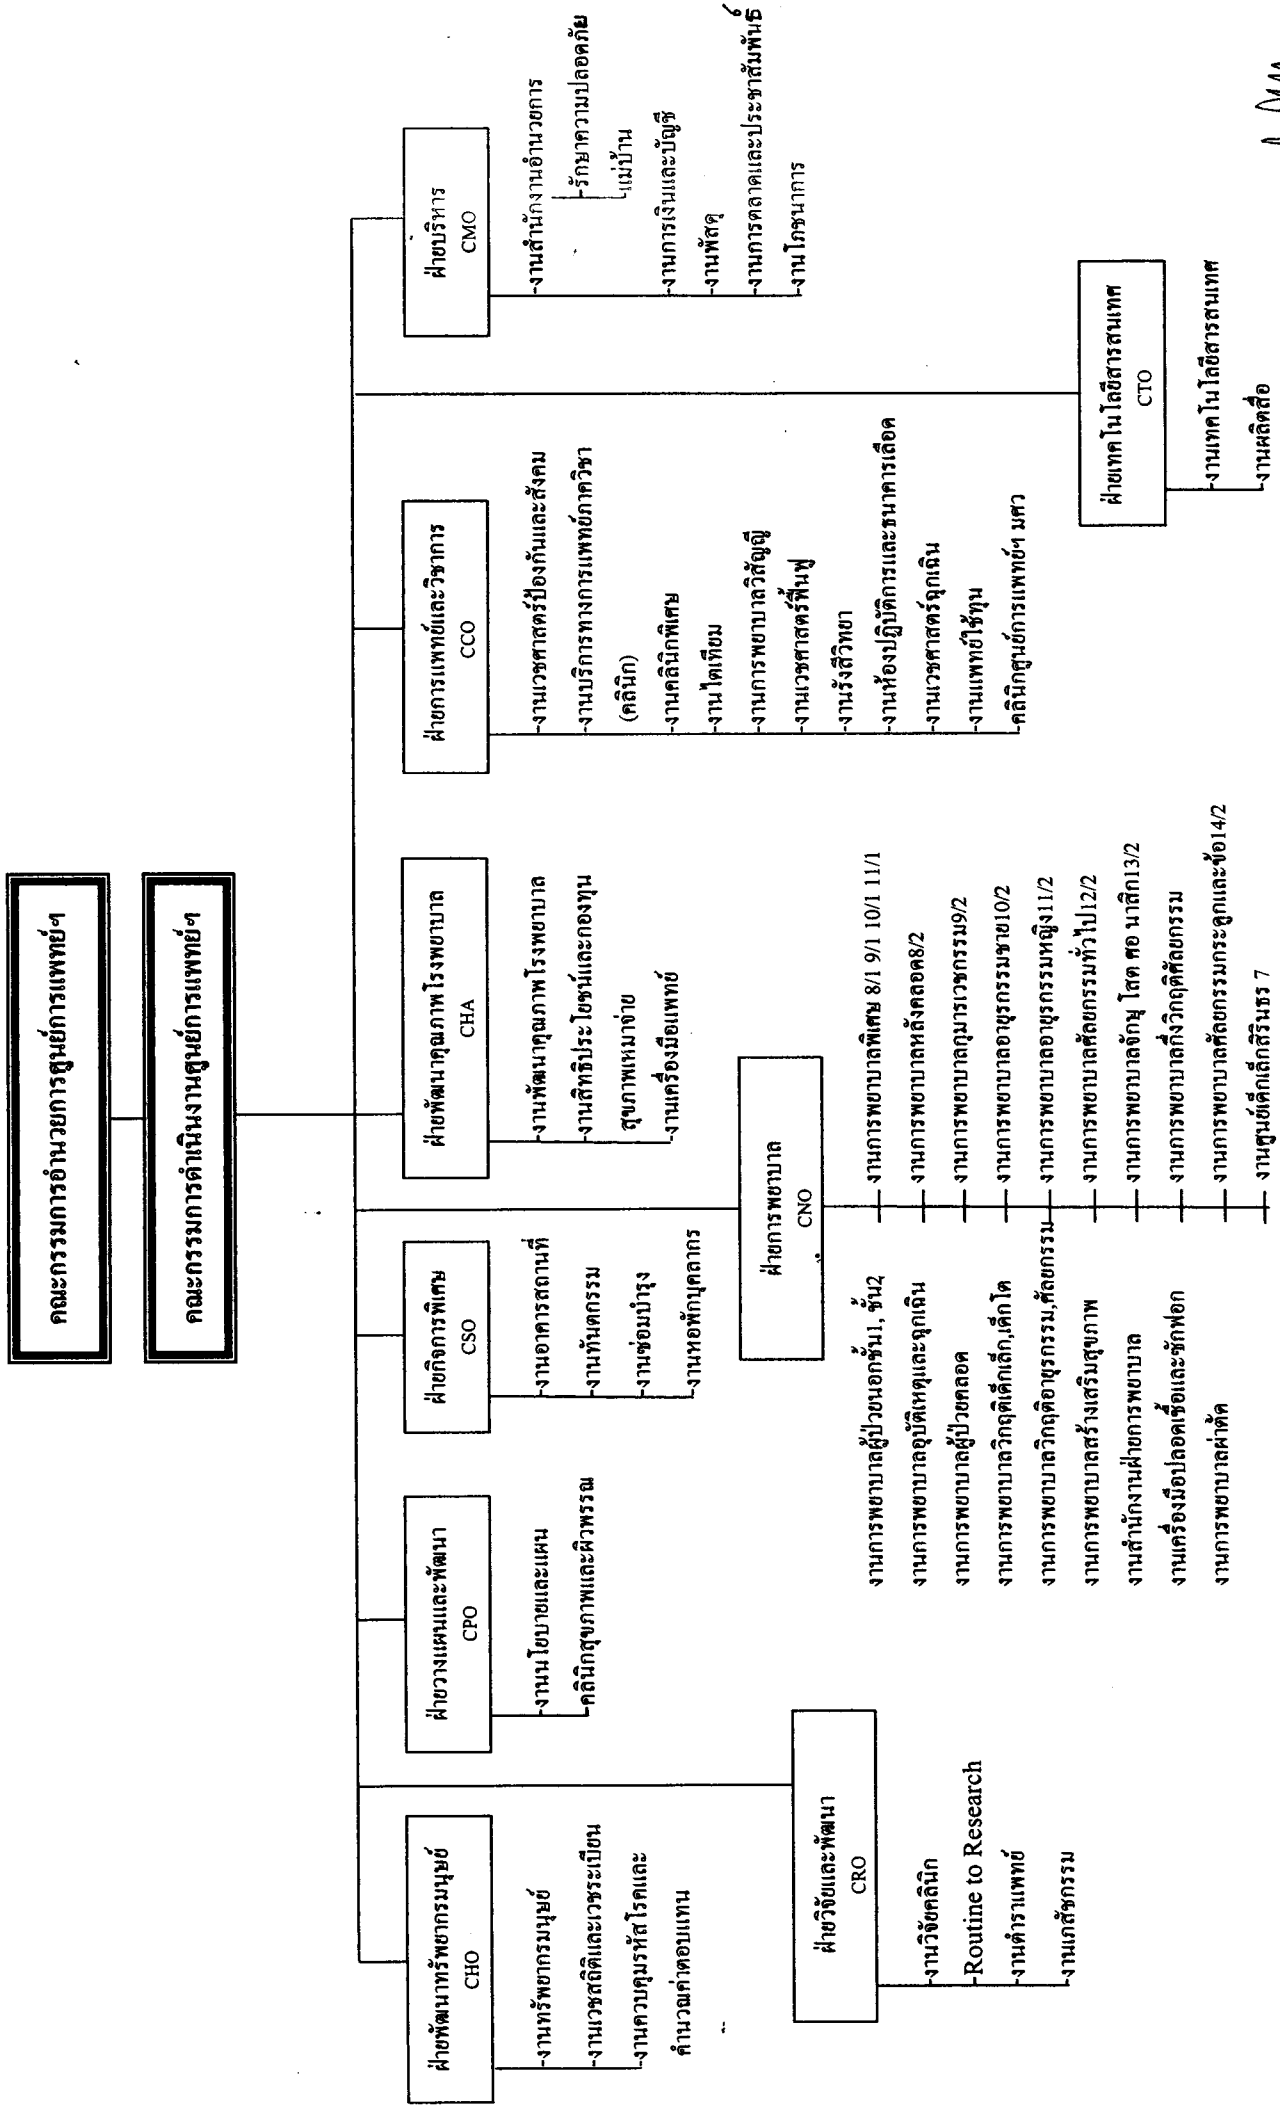 คณะกรรมการอำนวยการศูนย์การแพทย์ฯ
คณะกรรมการดำเนินงานศูนย์การแพทย์ฯ
ฝ่ายพัฒนาทรัพยากรมนุษย์
CHO
-งานทรัพยากรมนุษย์
-งานเวชสถิติและเวชระเบียน
-งานควบคุมรหัสโรคและ
คำนวณค่าตอบแทน
ฝ่ายวิจัยและพัฒนา
CRO
-งานวิจัยคลินิก
-Routine to Research
-งานตำราแพทย์
-งานเภสัชกรรม
ฝ่ายวางแผนและพัฒนา
CPO
-งานนโยบายและแผน
-คลินิกสุขภาพและผิวพรรณ
ฝ่ายกิจการพิเศษ
CSO
-งานอาคารสถานที่
-งานทันตกรรม
-งานซ่อมบำรุง
-งานหอพักบุคลากร
ฝ่ายการพยาบาล
CNO
งานการพยาบาลผู้ป่วยนอกชั้น1, ชั้น2
งานการพยาบาลอุบัติเหตุและฉุกเฉิน
งานการพยาบาลผู้ป่วยคลอด
งานการพยาบาลวิกฤติเด็กเล็ก,เด็กโต
งานการพยาบาลวิกฤติอายุรกรรม,ศัลยกรรม
งานการพยาบาลสร้างเสริมสุขภาพ
งานสำนักงานฝ่ายการพยาบาล
งานเครื่องมือปลอดเชื้อและซักฟอก
งานการพยาบาลผ่าตัด
งานการพยาบาลพิเศษ 8/1 9/1 10/1 11/1
งานการพยาบาลหลังคลอด8/2
งานการพยาบาลกุมารเวชกรรม9/2
งานการพยาบาลอายุรกรรมชาย10/2
งานการพยาบาลอายุรกรรมหญิง11/2
งานการพยาบาลศัลยกรรมทั่วไป12/2
งานการพยาบาลจักษุ โสต ศอ นาสิก13/2
งานการพยาบาลกึ่งวิกฤติศัลยกรรม
งานการพยาบาลศัลยกรรมกระดูกและข้อ14/2
งานศูนย์เด็กเล็กสิรินธร 7
ฝ่ายพัฒนาคุณภาพโรงพยาบาล
CHA
-งานพัฒนาคุณภาพโรงพยาบาล
-งานสิทธิประโยชน์และกองทุน
สุขภาพเหมาจ่าย
-งานเครื่องมือแพทย์
ฝ่ายการแพทย์และวิชาการ
CCO
-งานเวชศาสตร์ป้องกันและสังคม
-งานบริการทางการแพทย์ภาควิชา
(คลินิก)
-งานคลินิกพิเศษ
-งานไตเทียม
-งานการพยาบาลวิสัญญี
-งานเวชศาสตร์ฟื้นฟู
-งานรังสีวิทยา
-งานห้องปฏิบัติการและธนาคารเลือด
-งานเวชศาสตร์ฉุกเฉิน
-งานแพทย์ใช้ทุน
-คลินิกศูนย์การแพทย์ฯ มศว
ฝ่ายบริหาร
CMO
-งานสำนักงานอำนวยการ
-รักษาความปลอดภัย
-แม่บ้าน
-งานการเงินและบัญชี
-งานพัสดุ
-งานการตลาดและประชาสัมพันธ์
-งานโภชนาการ
ฝ่ายเทคโนโลยีสารสนเทศ
CTO
-งานเทคโนโลยีสารสนเทศ
-งานผลิตสื่อ